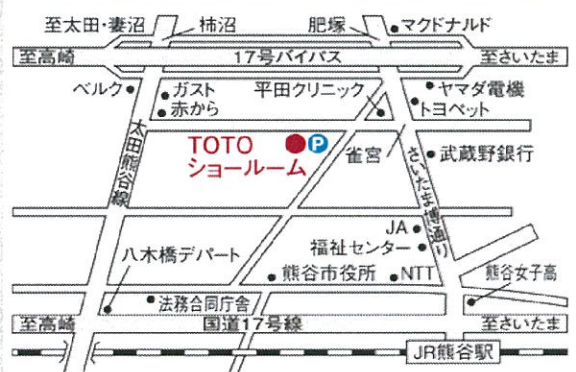 至太田・妻沼
柿沼
肥塚
マクドナルド
至高崎
17号バイパス
至さいたま
ベルク
ガスト
赤から
平田クリニック
ヤマダ電機
トヨペット
太田熊谷線
TOTO
ショールーム
P
雀宮
さいたま博通り
武蔵野銀行
JA
福祉センター
八木橋デパート
熊谷市役所
NTT
熊谷女子高
法務合同庁舎
至高崎
国道17号線
至さいたま
JR熊谷駅